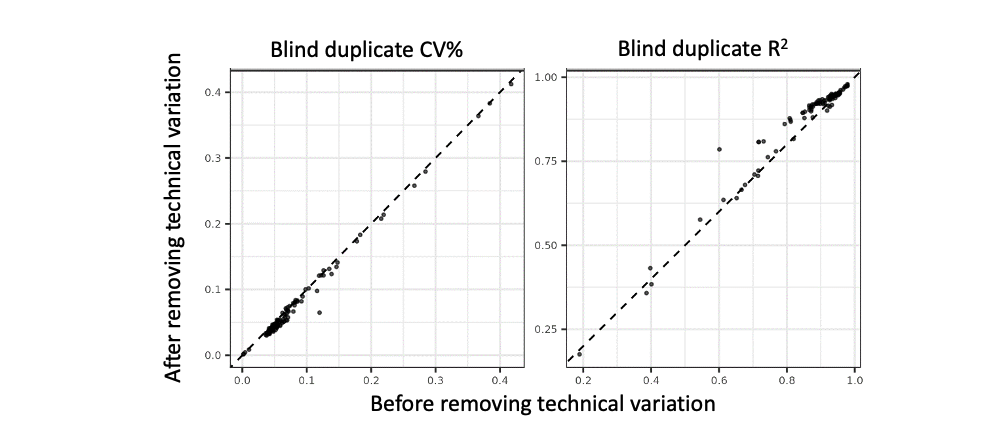 Blind duplicate CV%
Blind duplicate R²
After removing technical variation
0.4
0.3
0.2
0.1
0.0
0.0 0.1 0.2 0.3 0.4
1.00
0.75
0.50
0.25
0.2 0.4 0.6 0.8 1.0
Before removing technical variation